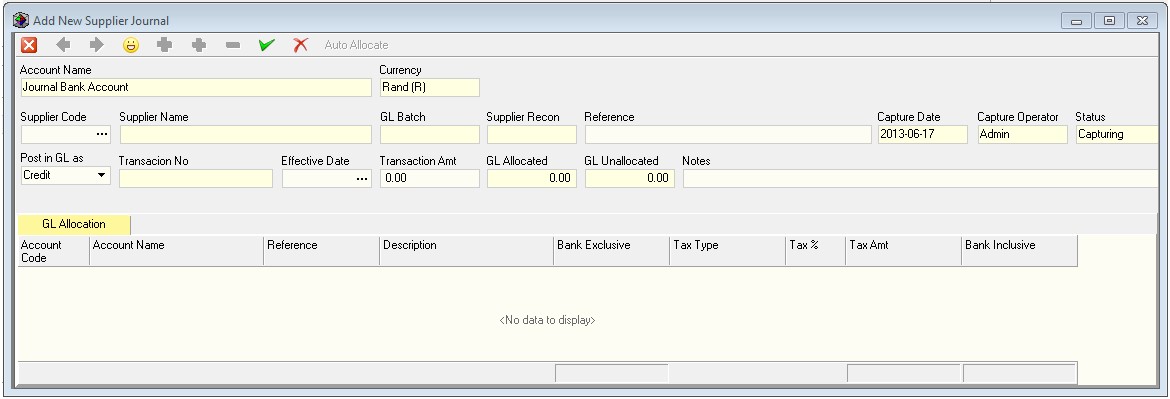 Add New Supplier Journal
Auto Allocate
Account Name Currency
Journal Bank Account Rand (R)
Supplier Code Supplier Name GL Batch Supplier Recon Reference Capture Date Capture Operator Status
... 2013-06-17 Admin Capturing
Post in GL as Transacion No Effective Date Transaction Amt GL Allocated GL Unallocated Notes
Credit ... 0.00 0.00 0.00
GL Allocation
Account Code Account Name Reference Description Bank Exclusive Tax Type Tax % Tax Amt Bank Inclusive
<No data to display>